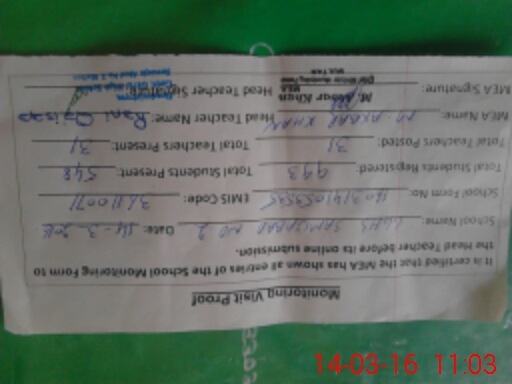 Monitoring Visit Proof
It is certified that the MEA has shown all entries of the School Monitoring Form to
the Head Teacher before its online submission.
School Name: GGHS SAMIJABAD NO 2 Date: 14-3-2016
School Form No: EMIS Code: 36110071
Total Students Registered: 993 Total Students Present: 548
Total Teachers Posted: 31 Total Teachers Present: 31
MEA Name: M. AKBAR KHAN Head Teacher Name: Rani
MEA Signature: Head Teacher Signature:
M. Akbar Khan
MEA
14-03-16 11:03